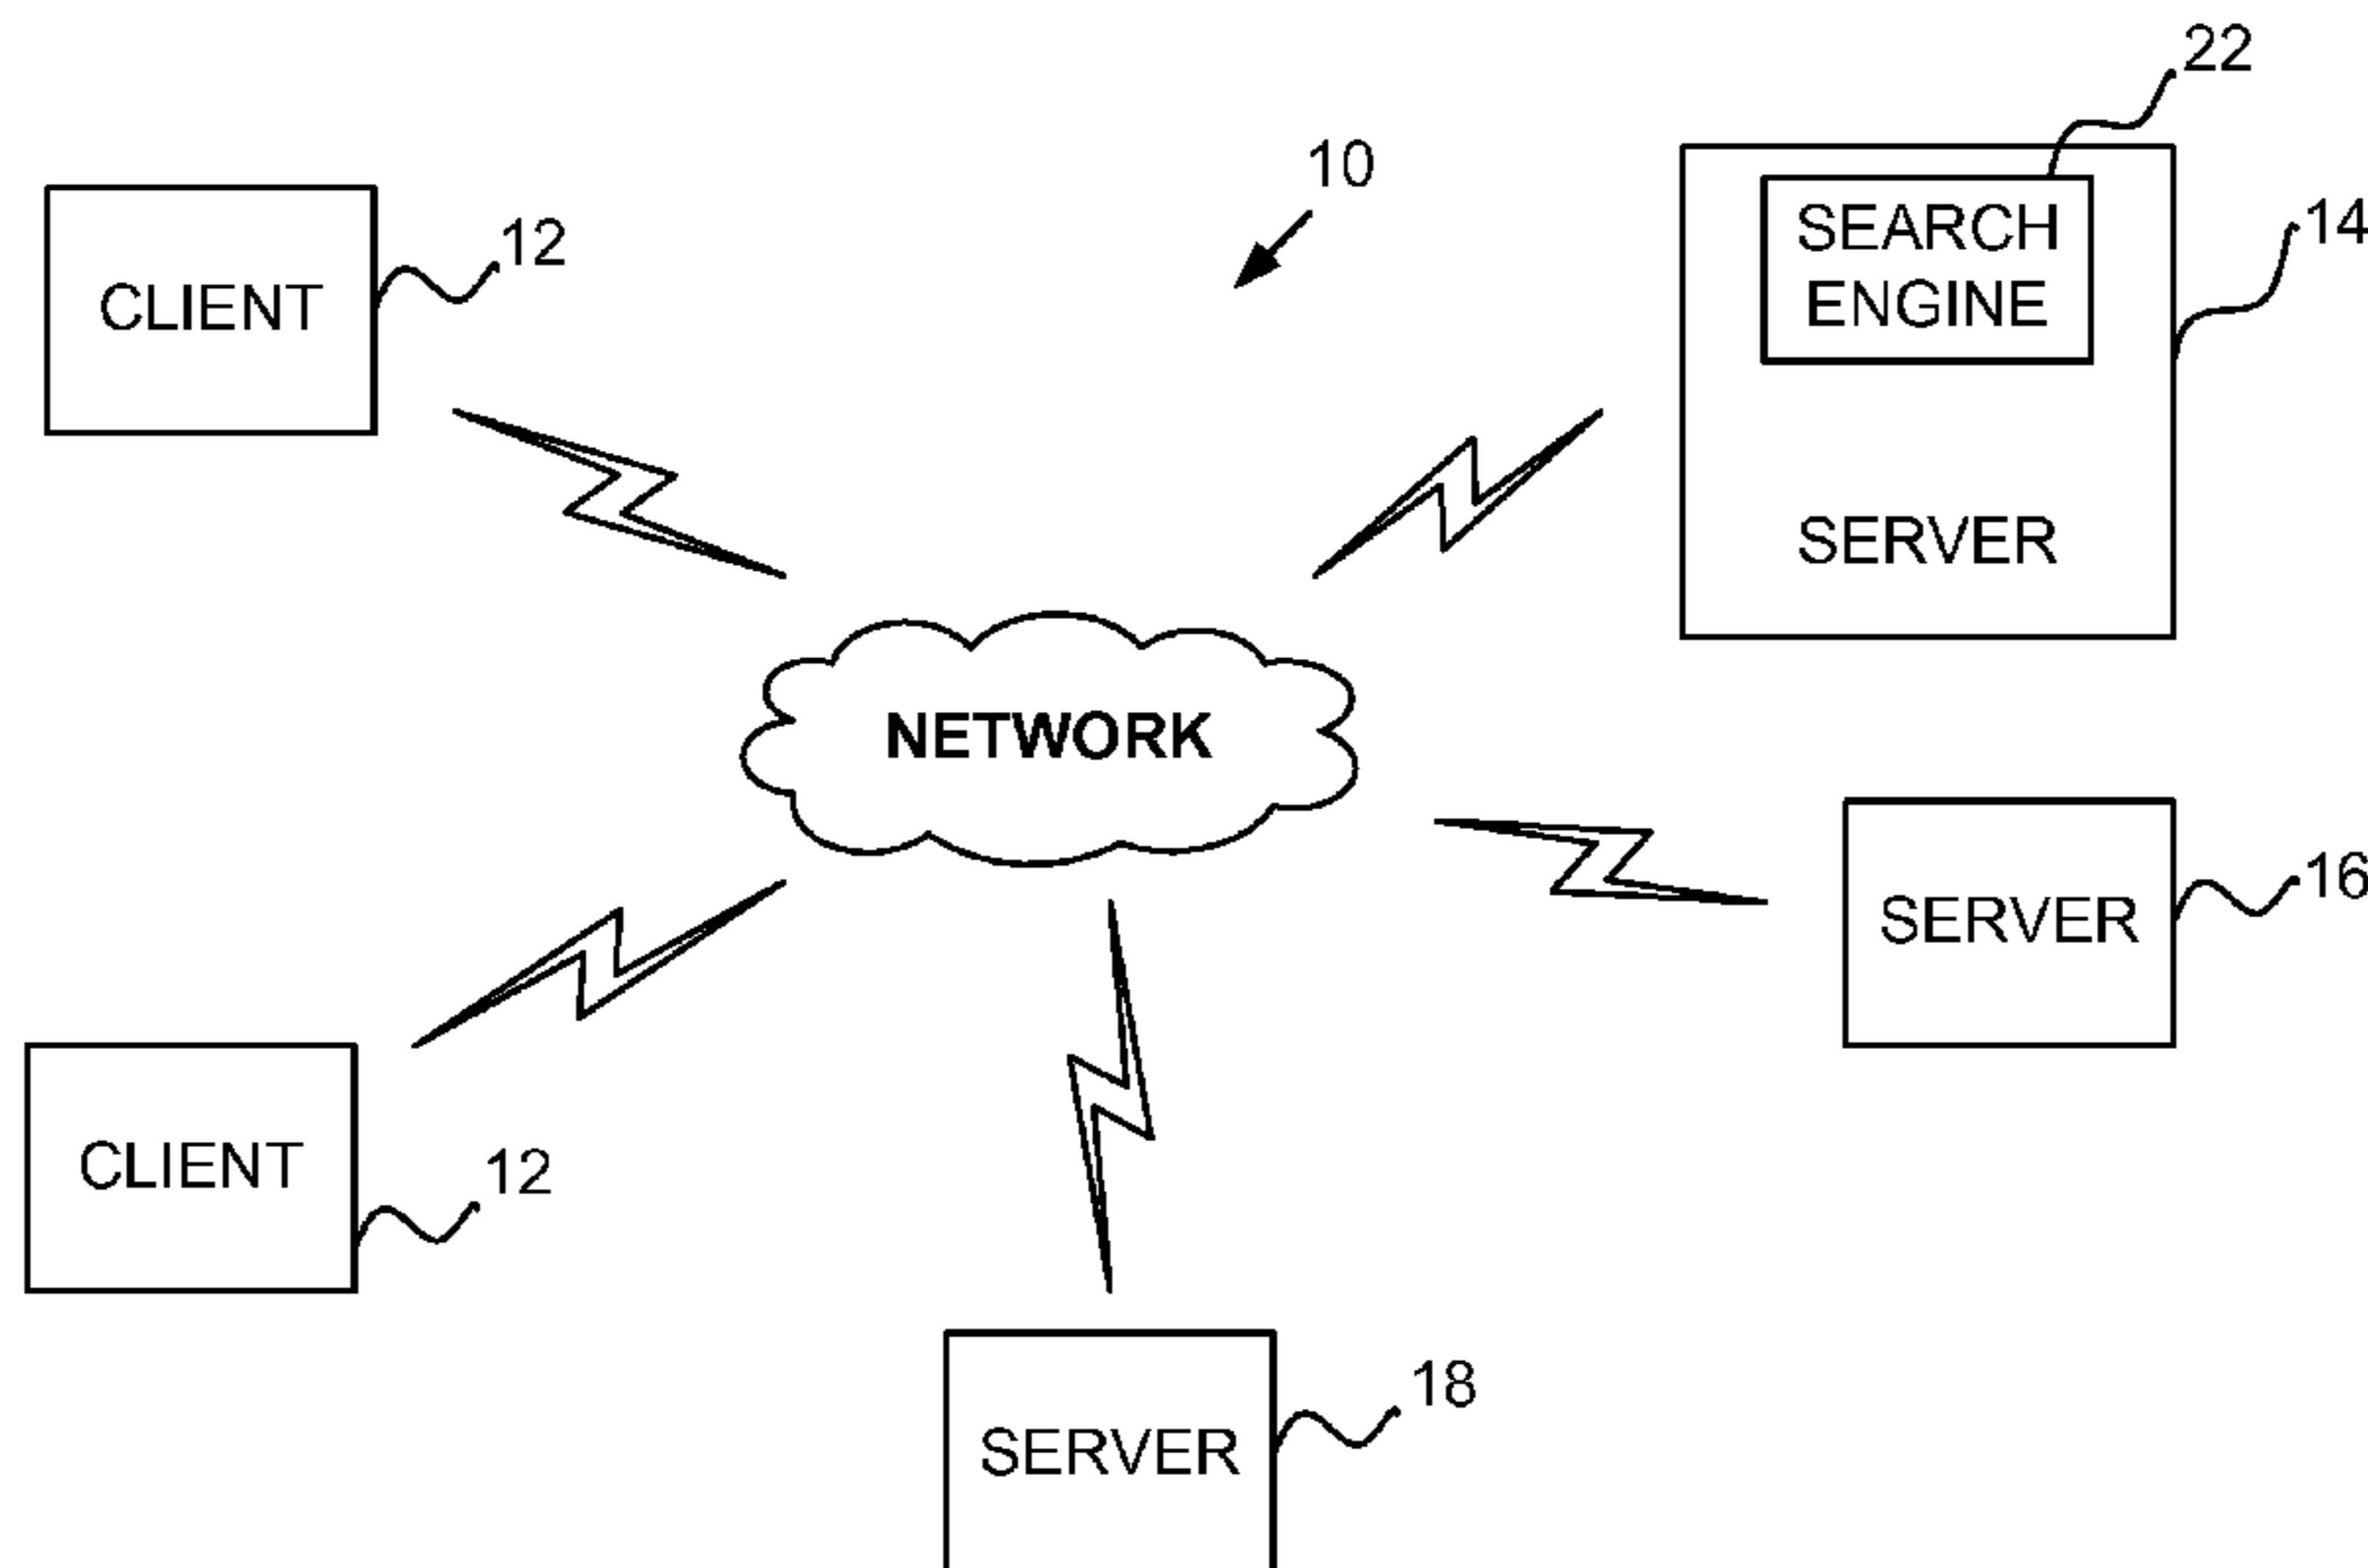 22
10
12
CLIENT
SEARCH
ENGINE
14
SERVER
NETWORK
16
SERVER
CLIENT
12
18
SERVER